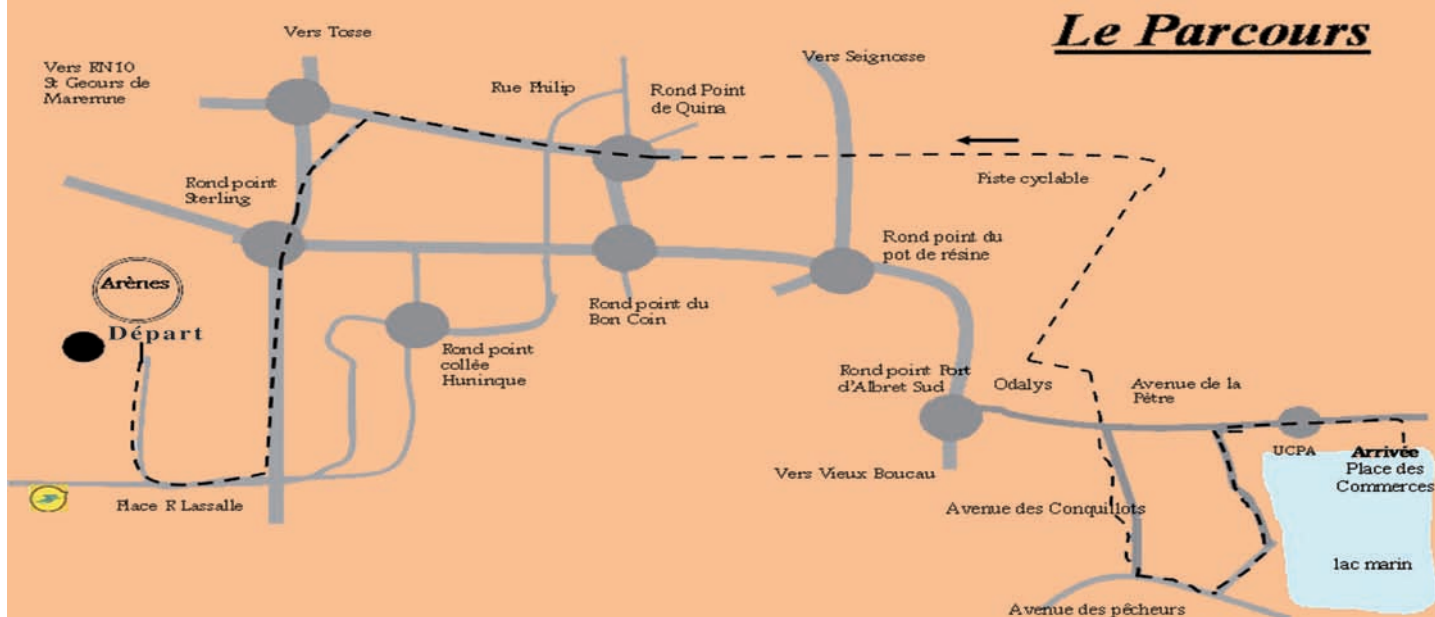 Le Parcours
Vers Tosse
Vers RN10
St Geours de
Maremne
Rue Philip
Rond Point
de Quina
Vers Seignosse
Piste cyclable
Rond point
Sterling
Arènes
Départ
Rond point
collée
Huninque
Rond point du
Bon Coin
Rond point du
pot de résine
Rond point Port
d'Albret Sud
Odalys
Avenue de la
Pêtre
Vers Vieux Boucau
UCPA
Arrivée
Place des
Commerces
Place R Lassalle
Avenue des Conquillots
lac marin
Avenue des pêcheurs